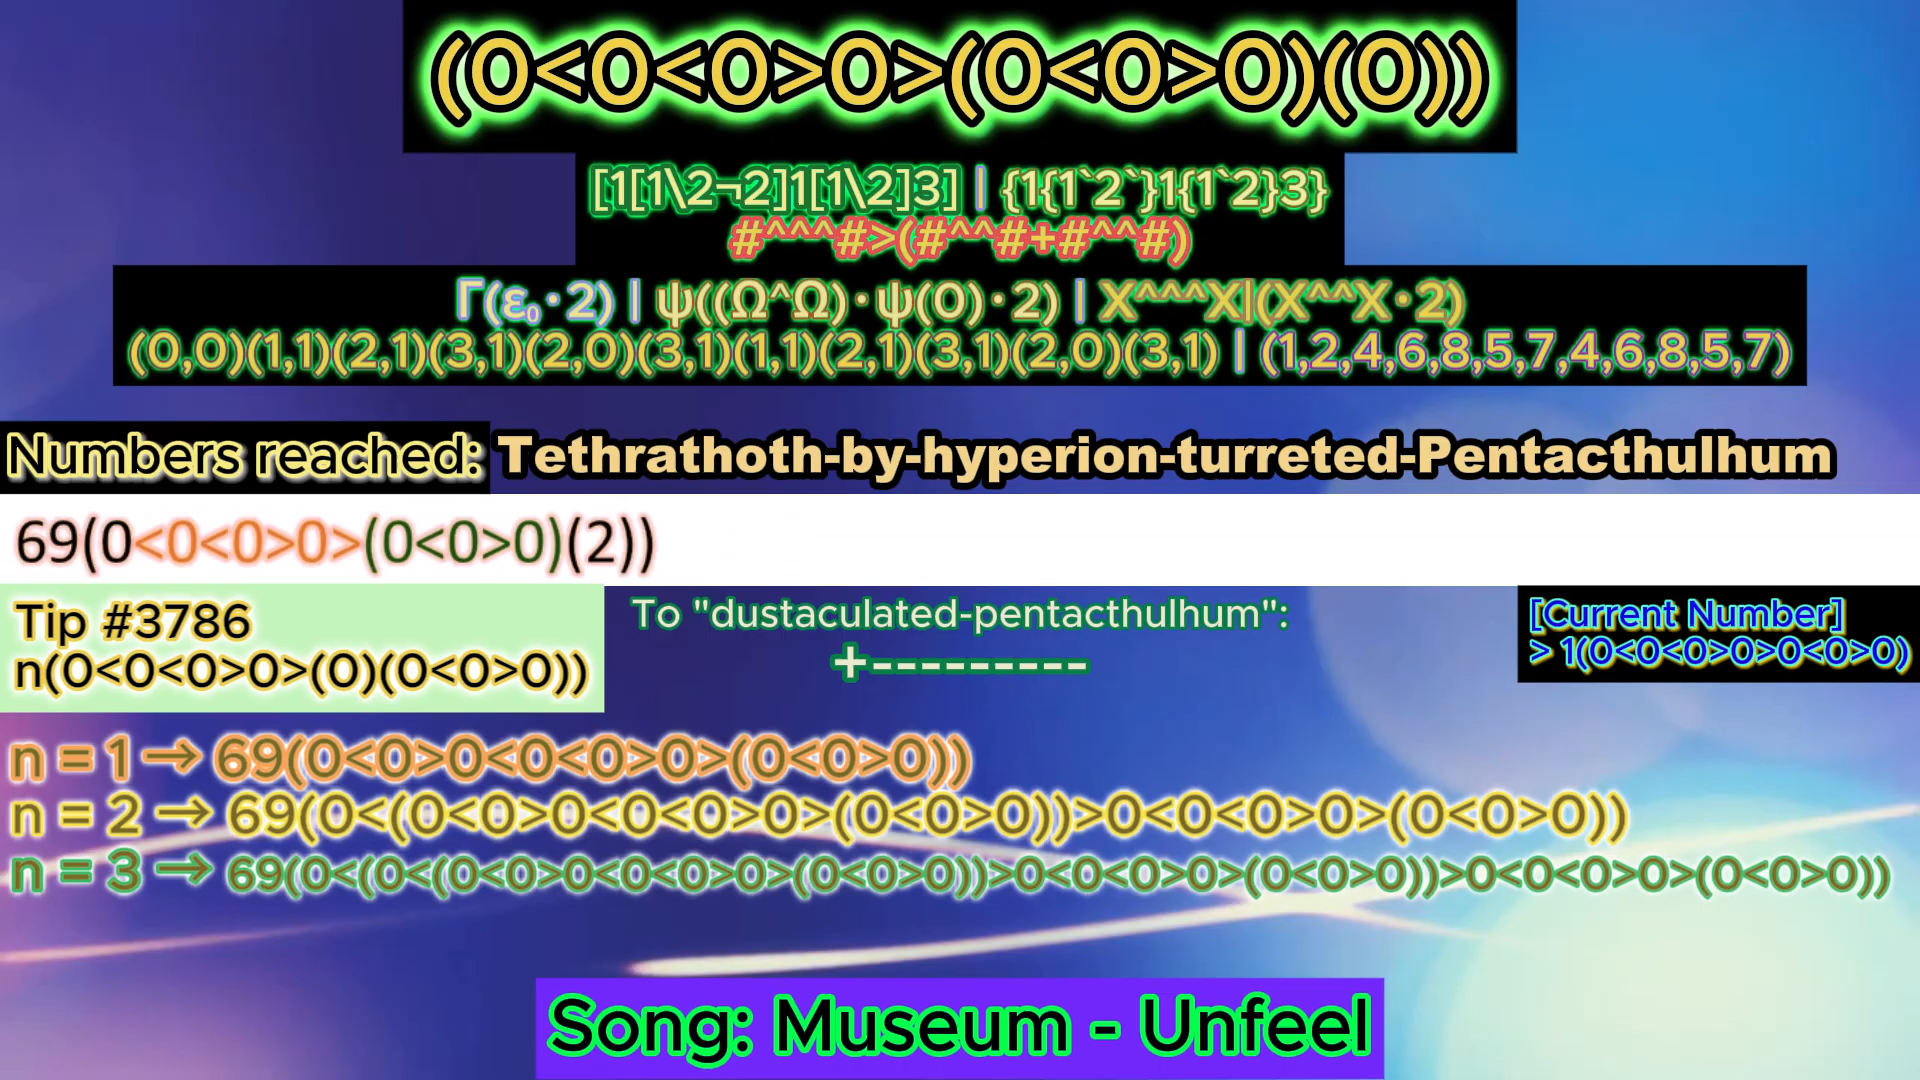 (0<0<0>0>(0<0>0)(0))
[1[1\2¬2]1[1\2]3] | {1{1`2`}1{1`2}3}
#^^^#>(#^^#+#^^#)
Γ(ε₀·2) | ψ((Ω^Ω)·ψ(0)·2) | X^^^X|(X^^X·2)
(0,0)(1,1)(2,1)(3,1)(2,0)(3,1)(1,1)(2,1)(3,1)(2,0)(3,1) | (1,2,4,6,8,5,7,4,6,8,5,7)
Numbers reached: Tethrathoth-by-hyperion-turreted-Pentacthulhum
69(0<0<0>0>(0<0>0)(2))
Tip #3786
n(0<0<0>0>(0)(0<0>0))
To "dustaculated-pentacthulhum":
+---------
[Current Number]
> 1(0<0<0>0>0<0>0)
n = 1 → 69(0<0>0<0<0>0>(0<0>0))
n = 2 → 69(0<(0<0>0<0<0>0>(0<0>0))>0<0<0>0>(0<0>0))
n = 3 → 69(0<(0<(0<0>0<0<0>0>(0<0>0))>0<0<0>0>(0<0>0))>0<0<0>0>(0<0>0))
Song: Museum - Unfeel